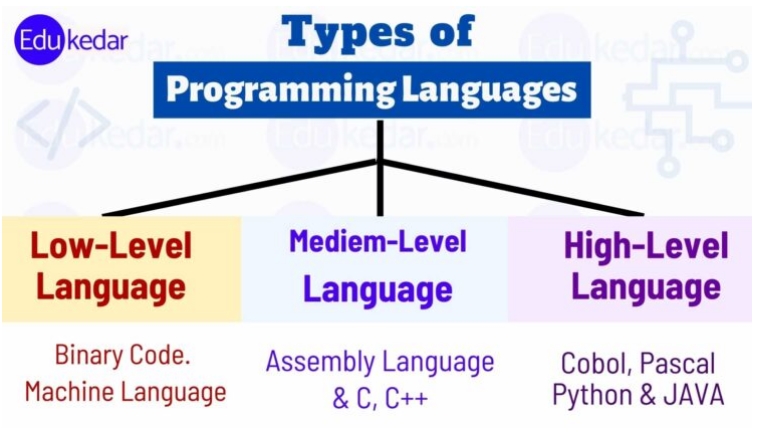 Edukedar
Types of
Programming Languages
Low-Level
Language
Mediem-Level
Language
High-Level
Language
Binary Code.
Machine Language
Assembly Language
& C, C++
Cobol, Pascal
Python & JAVA